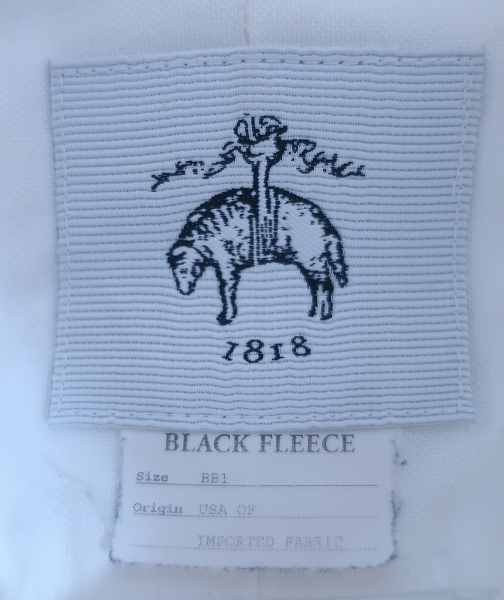 1818
BLACK FLEECE
Size BB1
Origin USA OF
IMPORTED FABRIC